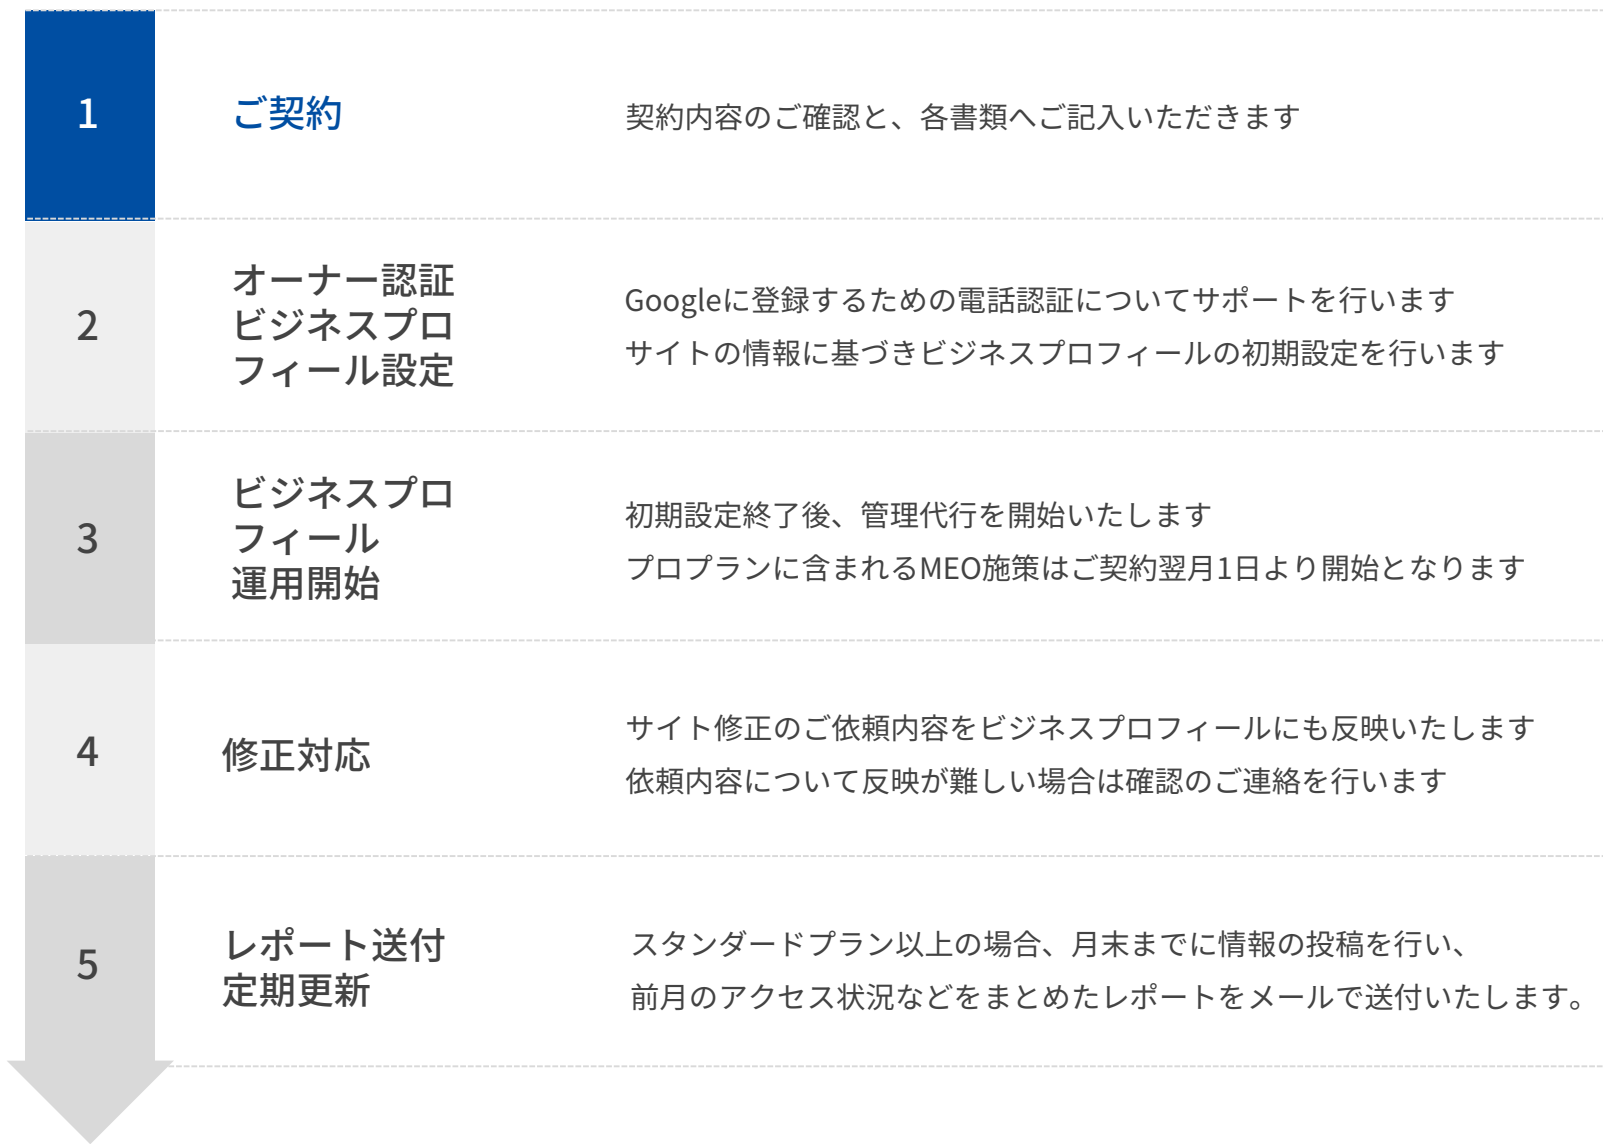 1
ご契約
契約内容のご確認と、各書類へご記入いただきます
2
オーナー認証
ビジネスプロ
フィール設定
Googleに登録するための電話認証についてサポートを行います
サイトの情報に基づきビジネスプロフィールの初期設定を行います
3
ビジネスプロ
フィール
運用開始
初期設定終了後、管理代行を開始いたします
プロプランに含まれるMEO施策はご契約翌月1日より開始となります
4
修正対応
サイト修正のご依頼内容をビジネスプロフィールにも反映いたします
依頼内容について反映が難しい場合は確認のご連絡を行います
5
レポート送付
定期更新
スタンダードプラン以上の場合、月末までに情報の投稿を行い、
前月のアクセス状況などをまとめたレポートをメールで送付いたします。